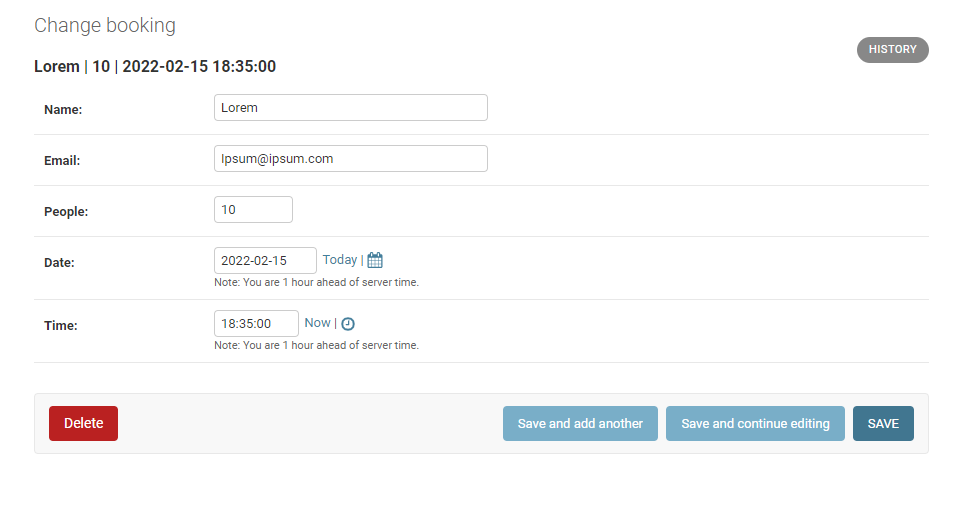 Change booking
HISTORY
Lorem | 10 | 2022-02-15 18:35:00
Name: Lorem
Email: Ipsum@ipsum.com
People: 10
Date: 2022-02-15 Today |
Note: You are 1 hour ahead of server time.
Time: 18:35:00 Now |
Note: You are 1 hour ahead of server time.
Delete Save and add another Save and continue editing SAVE